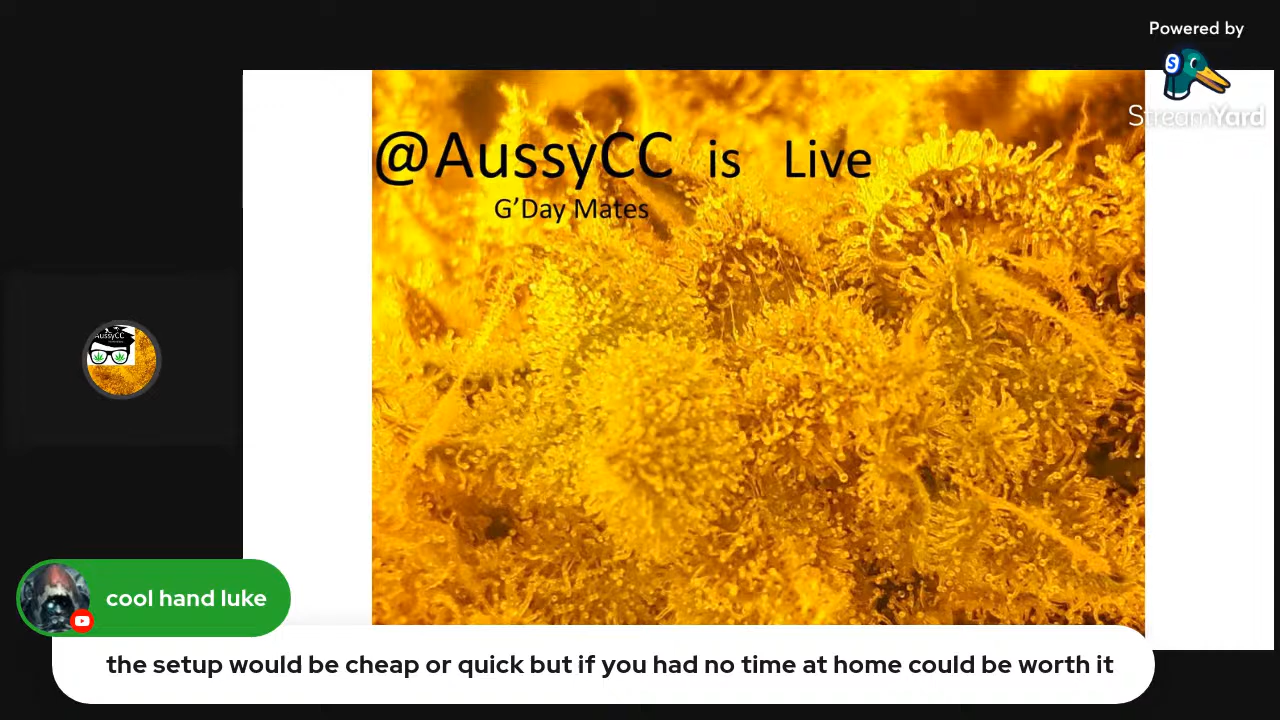 Powered by
StreamYard
@AussyCC is Live
G'Day Mates
AussyCC
cool hand luke
the setup would be cheap or quick but if you had no time at home could be worth it